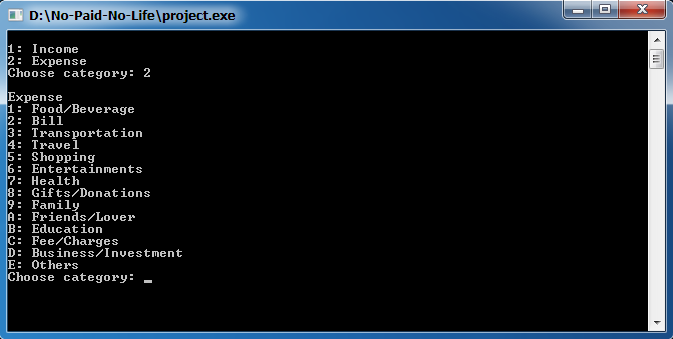 D:\No-Paid-No-Life\project.exe
1: Income
2: Expense
Choose category: 2
Expense
1: Food/Beverage
2: Bill
3: Transportation
4: Travel
5: Shopping
6: Entertainments
7: Health
8: Gifts/Donations
9: Family
A: Friends/Lover
B: Education
C: Fee/Charges
D: Business/Investment
E: Others
Choose category: _